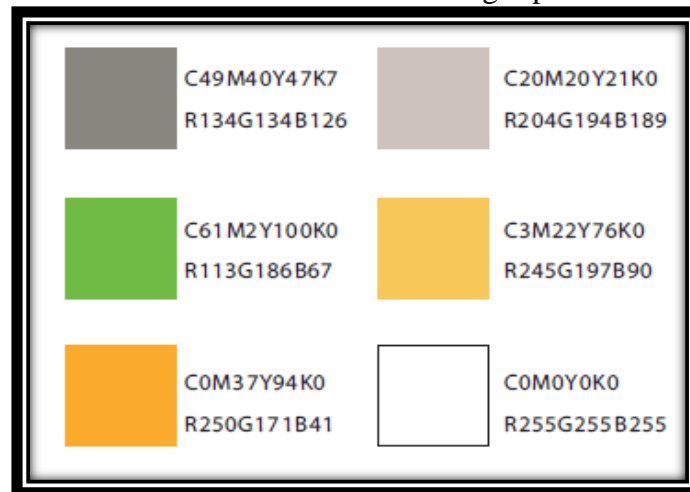 C49M40Y47K7
R134G134B126
C20M20Y21K0
R204G194B189
C61M2Y100K0
R113G186B67
C3M22Y76K0
R245G197B90
C0M37Y94K0
R250G171B41
C0M0Y0K0
R255G255B255